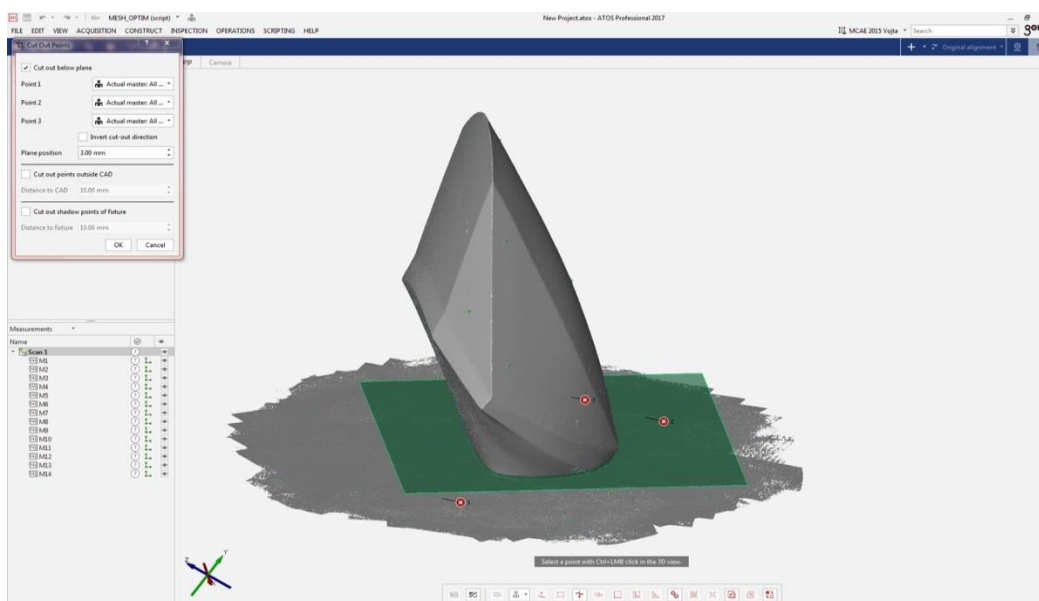 MESH_OPTIM (script)
New Project.atos - ATOS Professional 2017
FILE EDIT VIEW ACQUISITION CONSTRUCT INSPECTION OPERATIONS SCRIPTING HELP
MCAE 2015 Vojta
Search
Original alignment
Camera
Cut Out Points
Cut out below plane
Point 1 Actual master: All ...
Point 2 Actual master: All ...
Point 3 Actual master: All ...
Invert cut-out direction
Plane position 3.00 mm
Cut out points outside CAD
Distance to CAD 10.00 mm
Cut out shadow points of fixture
Distance to fixture 10.00 mm
OK Cancel
Measurements
Name
Scan 1
M1
M2
M3
M4
M5
M6
M7
M8
M9
M10
M11
M12
M13
M14
3
2
1
Z Y
Select a point with Ctrl+LMB click in the 3D view.